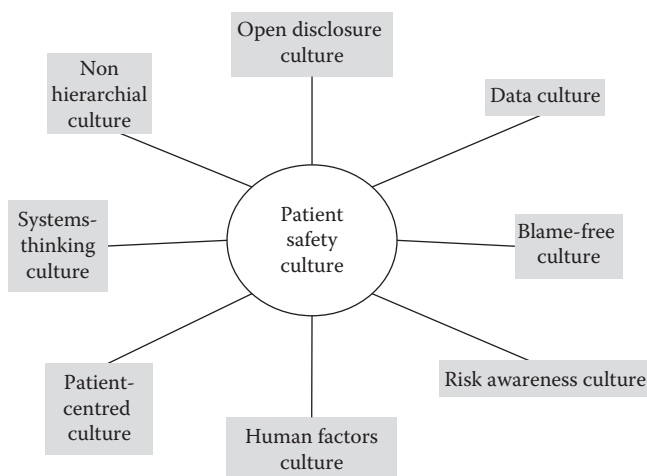 Open disclosure
culture
Non
hierarchial
culture
Data culture
Systems-
thinking
culture
Patient
safety
culture
Blame-free
culture
Patient-
centred
culture
Risk awareness culture
Human factors
culture